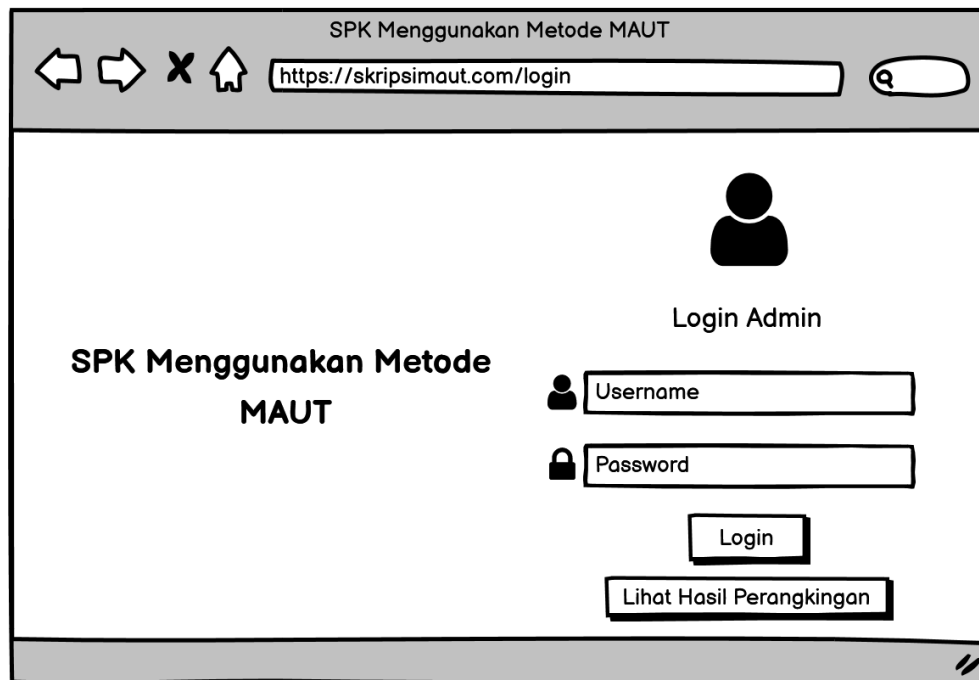 SPK Menggunakan Metode MAUT
https://skripsimaut.com/login
SPK Menggunakan Metode
MAUT
Login Admin
Username
Password
Login
Lihat Hasil Perangkingan